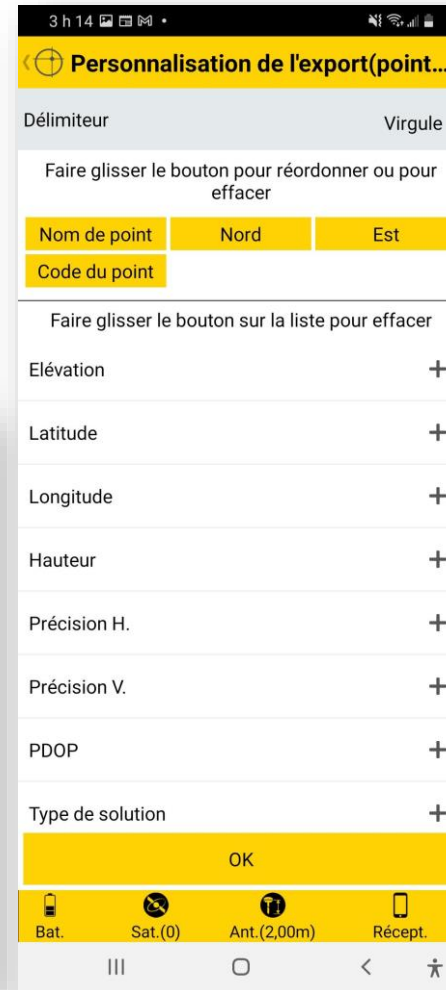 3 h 14
Personnalisation de l'export(point...
Délimiteur
Virgule
Faire glisser le bouton pour réordonner ou pour
effacer
Nom de point
Nord
Est
Code du point
Faire glisser le bouton sur la liste pour effacer
Elévation
Latitude
Longitude
Hauteur
Précision H.
Précision V.
PDOP
Type de solution
OK
Bat.
Sat.(0)
Ant.(2,00m)
Récept.